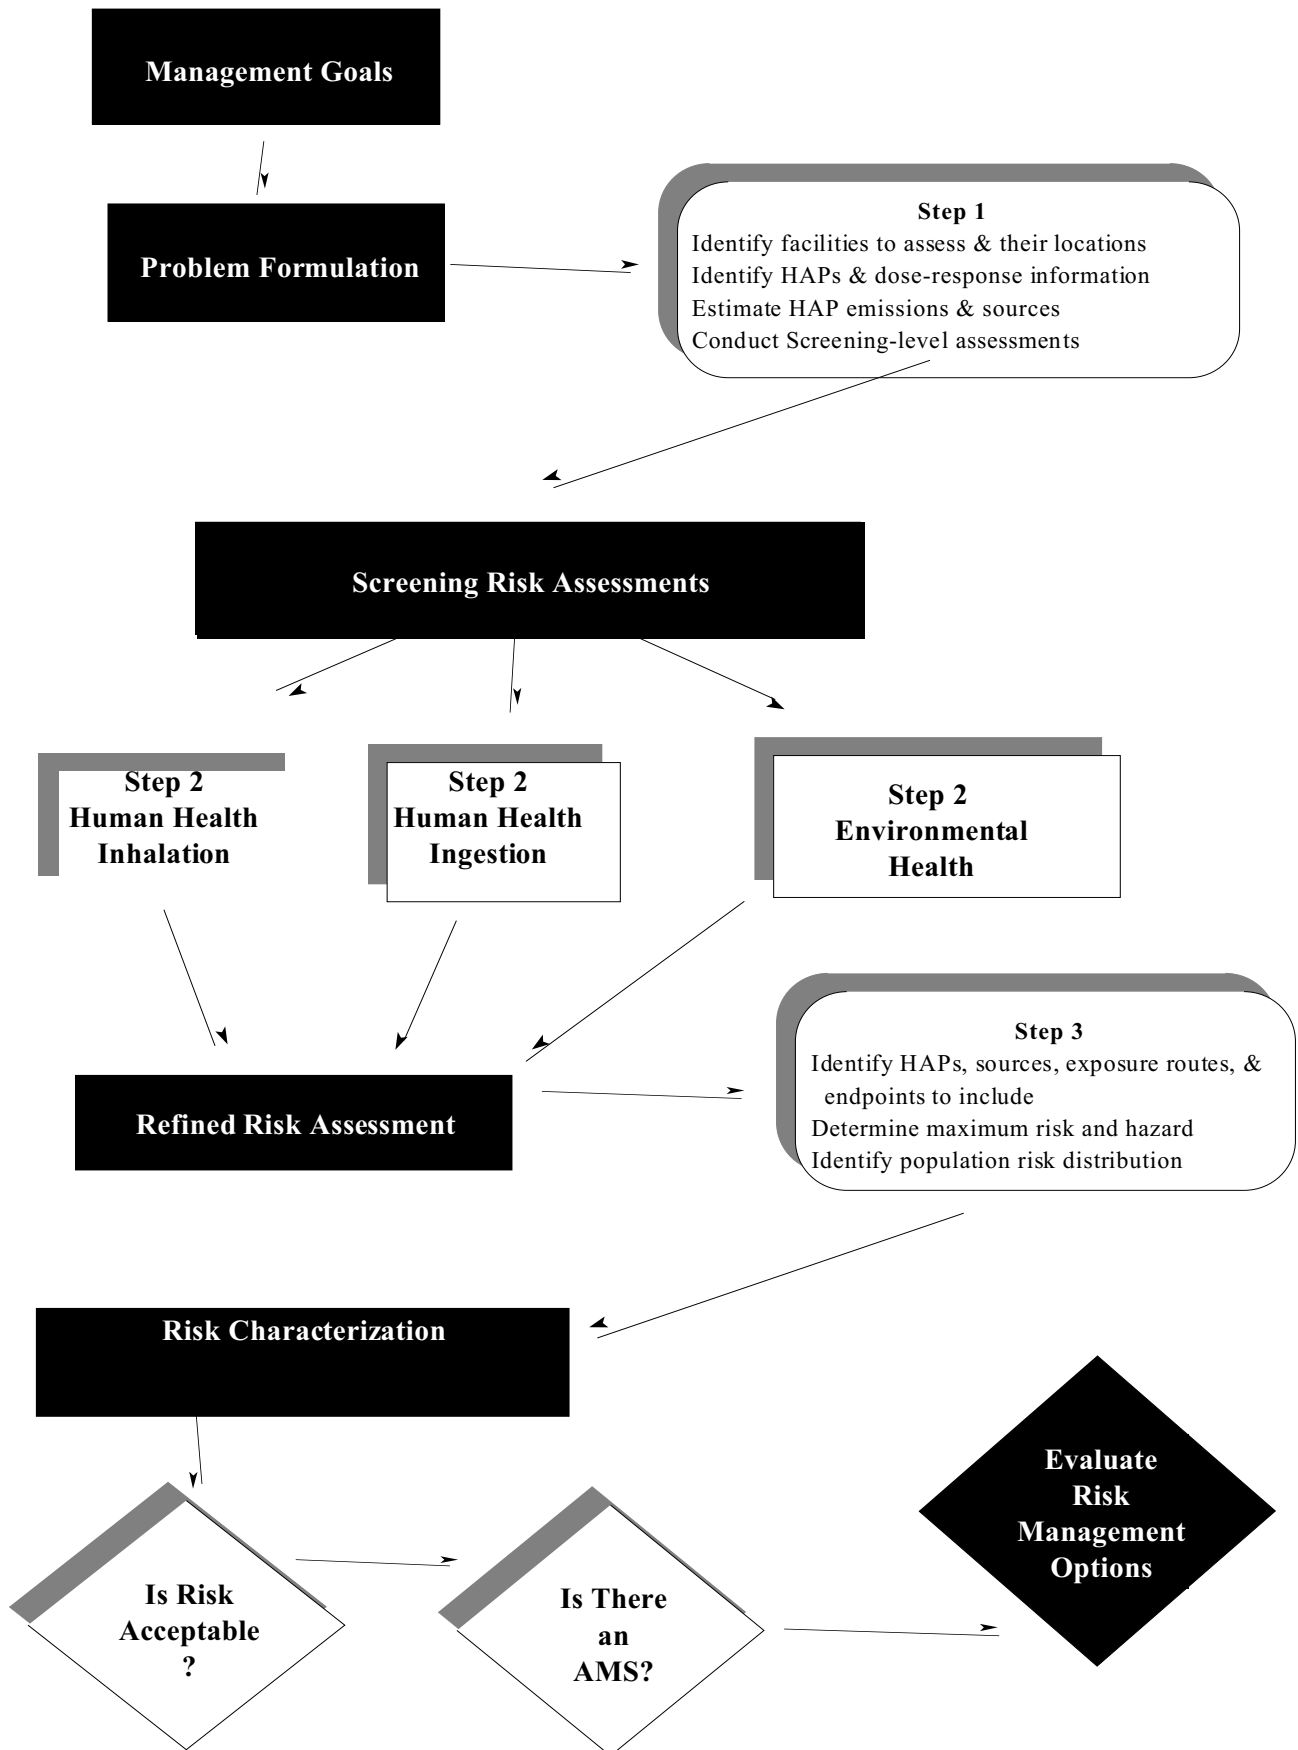 Management Goals
Problem Formulation
Step 1
Identify facilities to assess & their locations
Identify HAPs & dose-response information
Estimate HAP emissions & sources
Conduct Screening-level assessments
Screening Risk Assessments
Step 2
Human Health
Inhalation
Step 2
Human Health
Ingestion
Step 2
Environmental
Health
Refined Risk Assessment
Step 3
Identify HAPs, sources, exposure routes, &
endpoints to include
Determine maximum risk and hazard
Identify population risk distribution
Risk Characterization
Is Risk
Acceptable
?
Is There
an
AMS?
Evaluate
Risk
Management
Options